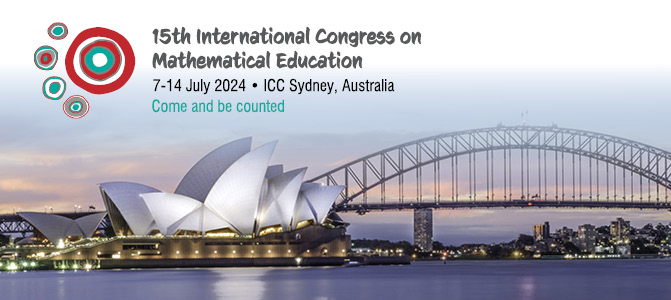 15th International Congress on
Mathematical Education
7-14 July 2024 • ICC Sydney, Australia
Come and be counted